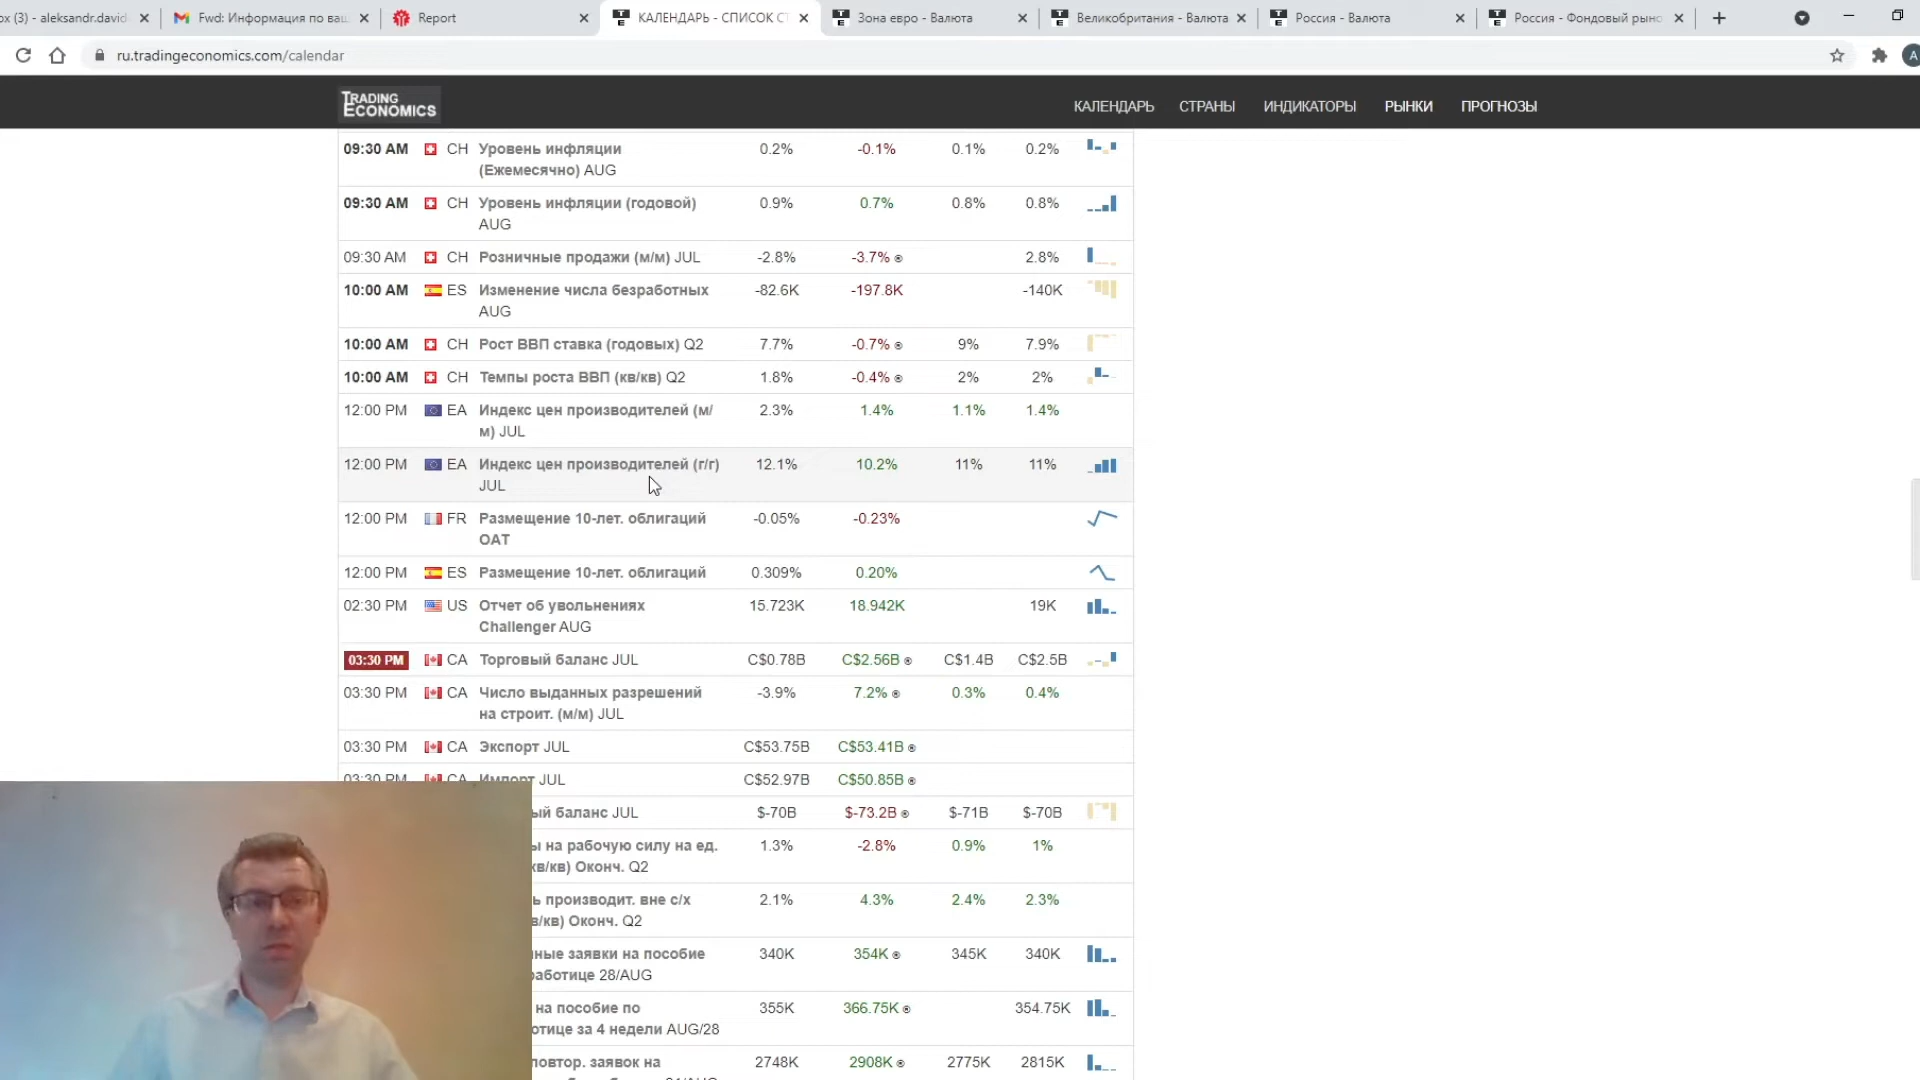 ox (3) - aleksandr.david
Fwd: Информация по ваш
Report
КАЛЕНДАРЬ - СПИСОК СТ
Зона евро - Валюта
Великобритания - Валюта
Россия - Валюта
Россия - Фондовый рыно
ru.tradingeconomics.com/calendar
A
TRADING
ECONOMICS
КАЛЕНДАРЬ СТРАНЫ ИНДИКАТОРЫ РЫНКИ ПРОГНОЗЫ
09:30 AM CH Уровень инфляции 0.2% -0.1% 0.1% 0.2%
(Ежемесячно) AUG
09:30 AM CH Уровень инфляции (годовой) 0.9% 0.7% 0.8% 0.8%
AUG
09:30 AM CH Розничные продажи (м/м) JUL -2.8% -3.7% ® 2.8%
10:00 AM ES Изменение числа безработных -82.6K -197.8K -140K
AUG
10:00 AM CH Рост ВВП ставка (годовых) Q2 7.7% -0.7% ® 9% 7.9%
10:00 AM CH Темпы роста ВВП (кв/кв) Q2 1.8% -0.4% ® 2% 2%
12:00 PM EA Индекс цен производителей (м/ 2.3% 1.4% 1.1% 1.4%
м) JUL
12:00 PM EA Индекс цен производителей (г/г) 12.1% 10.2% 11% 11%
JUL
12:00 PM FR Размещение 10-лет. облигаций -0.05% -0.23%
OAT
12:00 PM ES Размещение 10-лет. облигаций 0.309% 0.20%
02:30 PM US Отчет об увольнениях 15.723K 18.942K 19K
Challenger AUG
03:30 PM CA Торговый баланс JUL C$0.78B C$2.56B ® C$1.4B C$2.5B
03:30 PM CA Число выданных разрешений -3.9% 7.2% ® 0.3% 0.4%
на строит. (м/м) JUL
03:30 PM CA Экспорт JUL C$53.75B C$53.41B ®
03:30 PM CA Импорт JUL C$52.97B C$50.85B ®
ый баланс JUL $-70B $-73.2B ® $-71B $-70B
ы на рабочую силу на ед. 1.3% -2.8% 0.9% 1%
кв/кв) Оконч. Q2
ь производит. вне с/х 2.1% 4.3% 2.4% 2.3%
в/кв) Оконч. Q2
ные заявки на пособие 340K 354K ® 345K 340K
работице 28/AUG
на пособие по 355K 366.75K ® 354.75K
отице за 4 недели AUG/28
повтор. заявок на 2748K 2908K ® 2775K 2815K